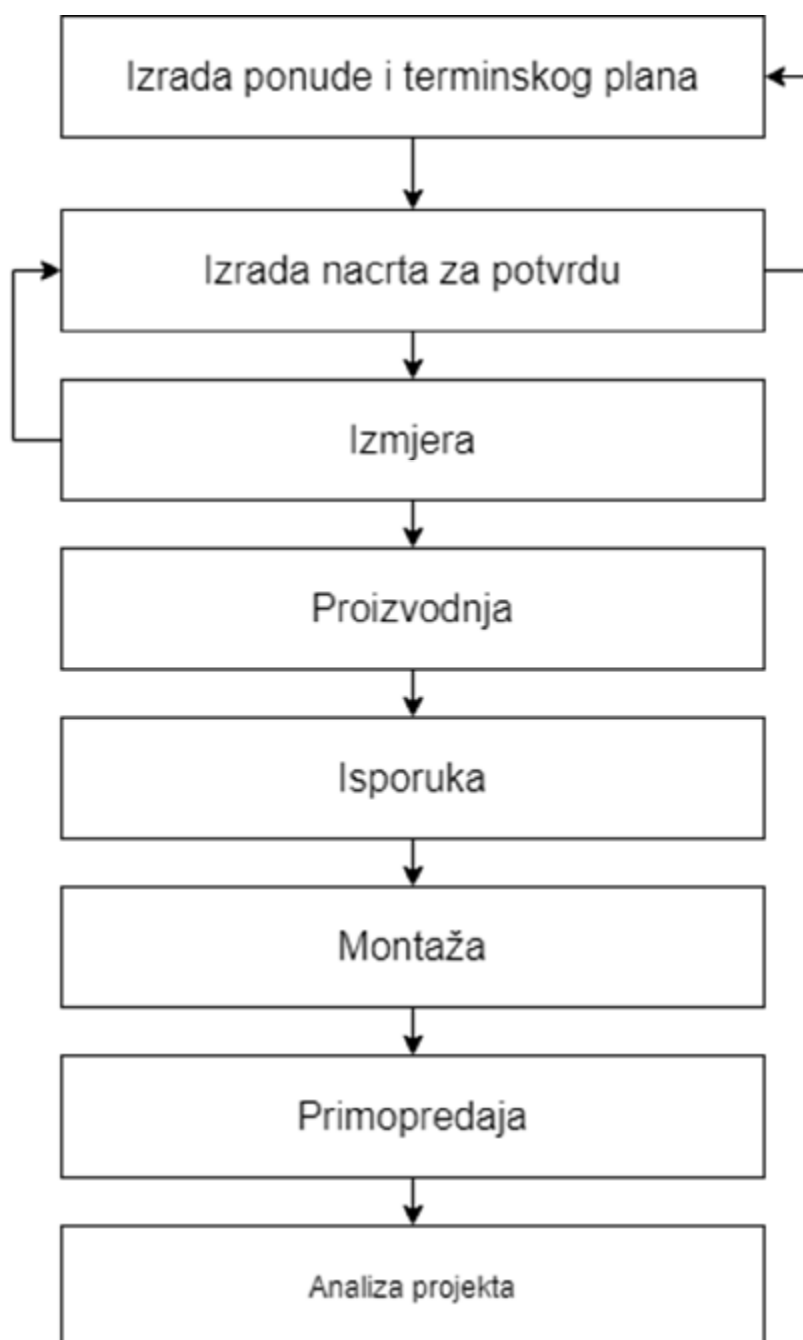 Izrada ponude i terminskog plana
Izrada nacrta za potvrdu
Izmjera
Proizvodnja
Isporuka
Montaža
Primopredaja
Analiza projekta